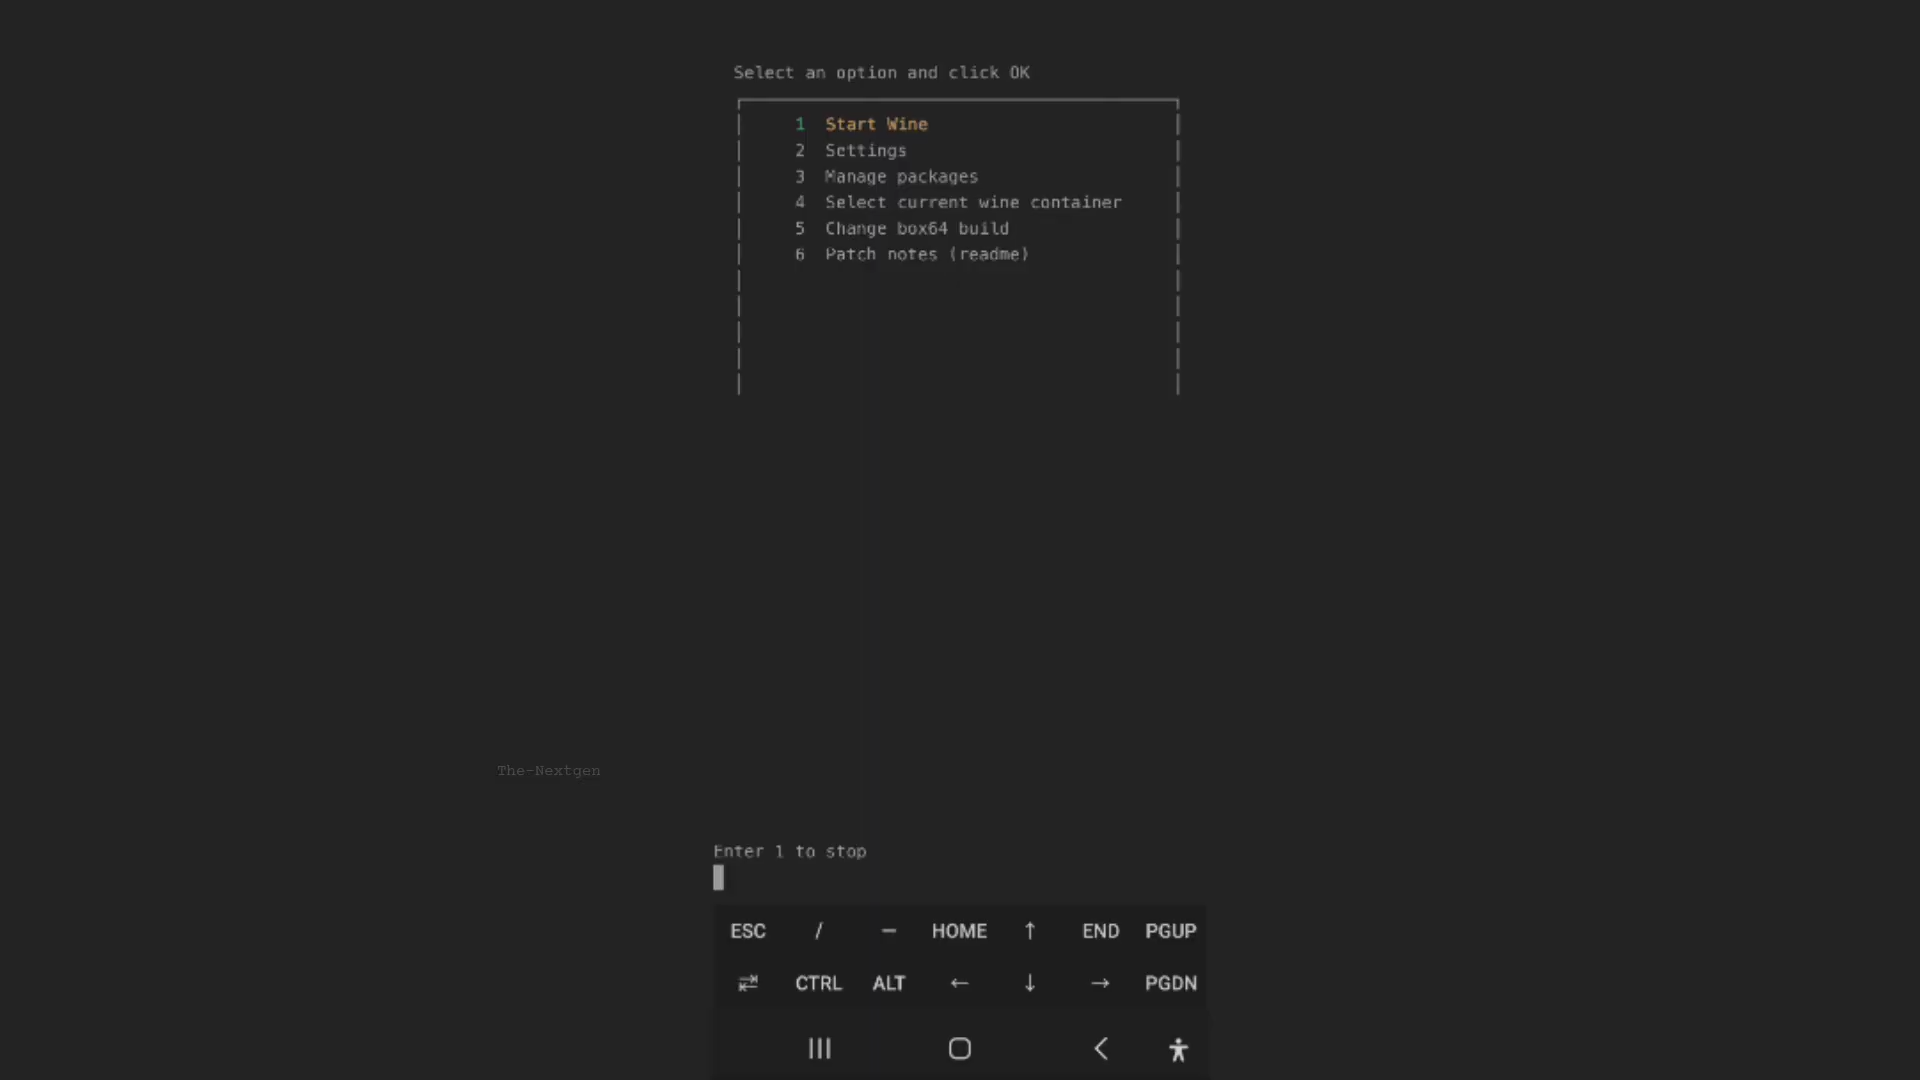 Select an option and click OK
1 Start Wine
2 Settings
3 Manage packages
4 Select current wine container
5 Change box64 build
6 Patch notes (readme)
The-Nextgen
Enter 1 to stop
ESC / — HOME ↑ END PGUP
⇄ CTRL ALT ← ↓ → PGDN